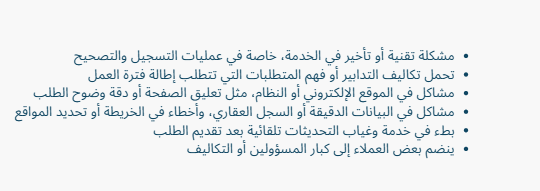 • مشكلة تقنية أو تأخير في الخدمة، خاصة في عمليات التسجيل والتصحيح
• تحمل تكاليف التدابير أو فهم المتطلبات التي تتطلب إطالة فترة العمل
• مشاكل في الموقع الإلكتروني أو النظام، مثل تعليق الصفحة أو دقة وضوح الطلب
• مشاكل في البيانات الدقيقة أو السجل العقاري، وأخطاء في الخريطة أو تحديد المواقع
• بطء في خدمة وغياب التحديثات تلقائية بعد تقديم الطلب
• ينضم بعض العملاء إلى كبار المسؤولين أو التكاليف